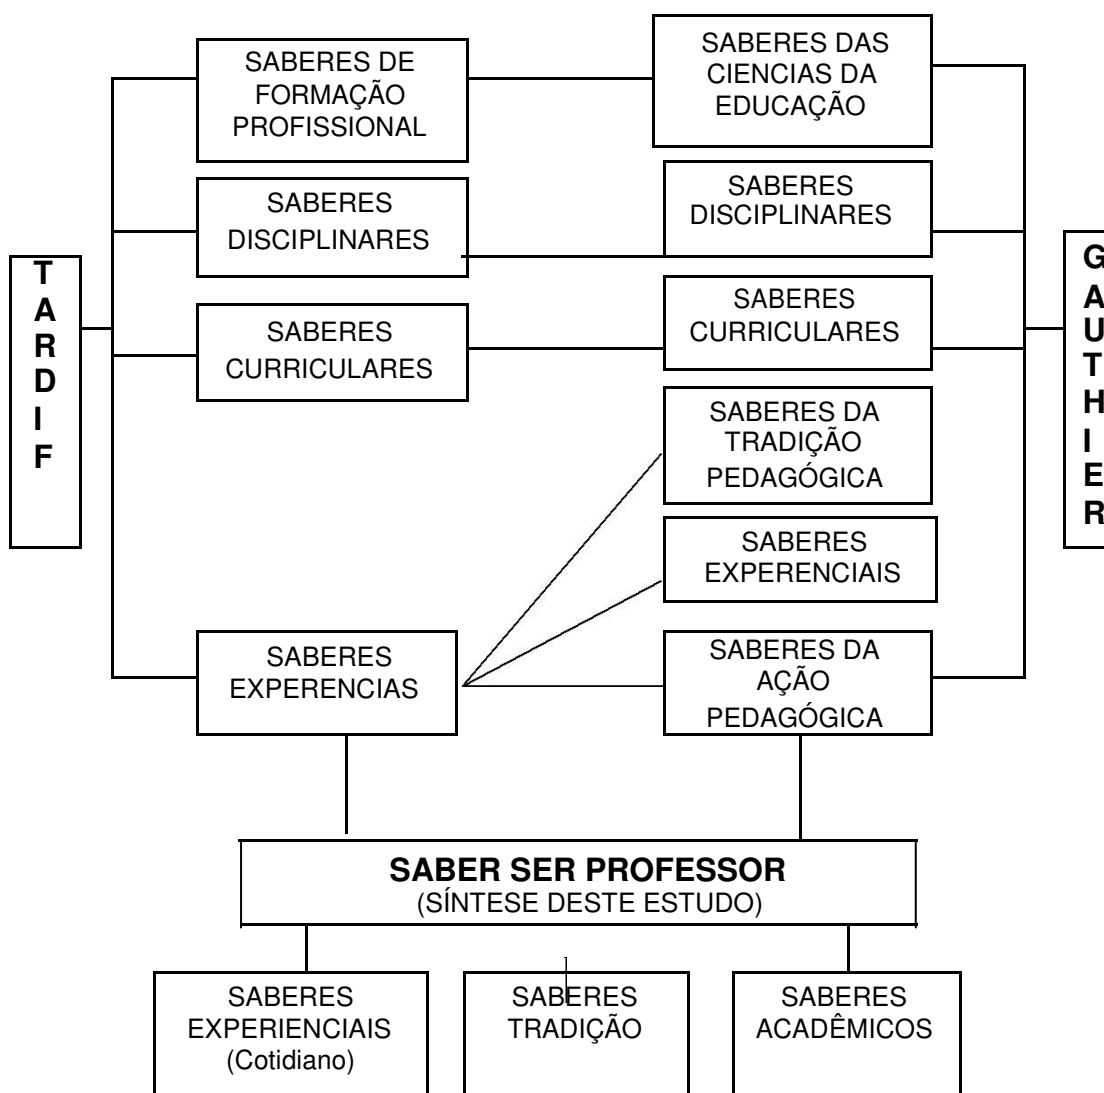 SABERES DE
FORMAÇÃO
PROFISSIONAL
SABERES DAS
CIENCIAS DA
EDUCAÇÃO
SABERES
DISCIPLINARES
SABERES
DISCIPLINARES
TARDIF
GAUTHIER
SABERES
CURRICULARES
SABERES
CURRICULARES
SABERES DA
TRADIÇÃO
PEDAGÓGICA
SABERES
EXPERENCIAIS
SABERES
EXPERENCIAS
SABERES DA
AÇÃO
PEDAGÓGICA
SABER SER PROFESSOR
(SÍNTESE DESTE ESTUDO)
SABERES
EXPERIENCIAIS
(Cotidiano)
SABERES
TRADIÇÃO
SABERES
ACADÊMICOS